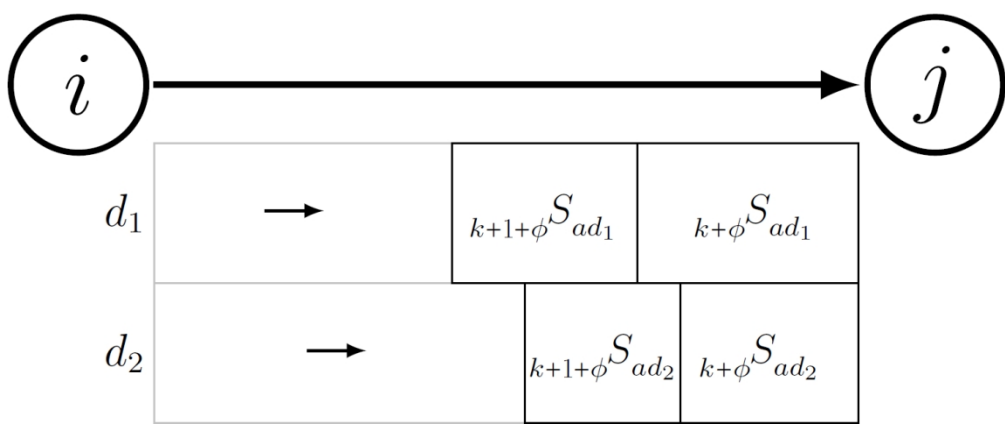 i j
d₁ k+1+ϕSad₁ k+ϕSad₁
d₂ k+1+ϕSad₂ k+ϕSad₂